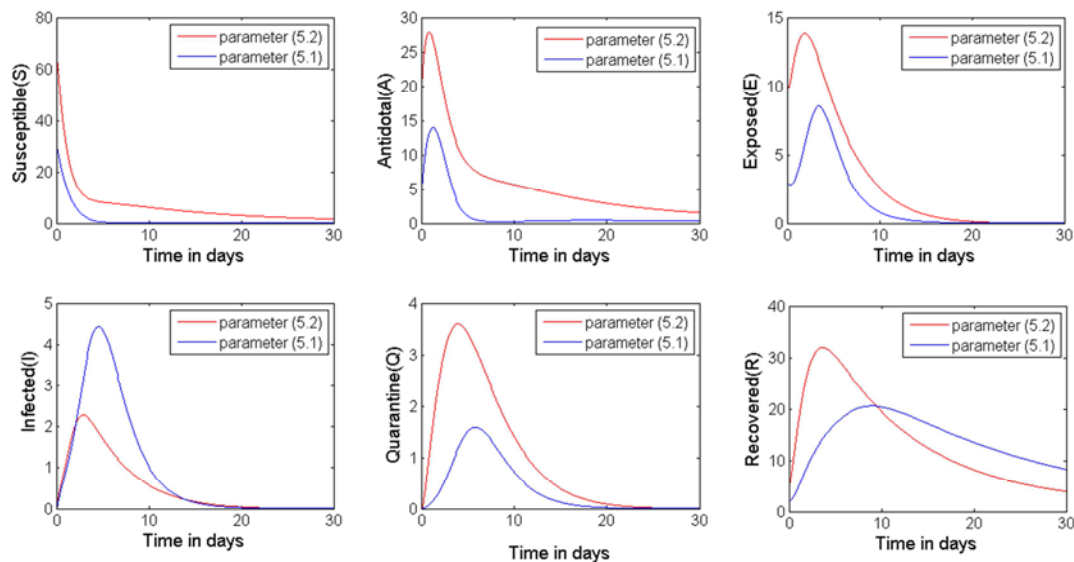 80
60
40
20
0
Susceptible(S)
parameter (5.2)
parameter (5.1)
0 10 20 30
Time in days
30
25
20
15
10
5
0
Antidotal(A)
parameter (5.2)
parameter (5.1)
0 10 20 30
Time in days
15
10
5
0
Exposed(E)
parameter (5.2)
parameter (5.1)
0 10 20 30
Time in days
5
4
3
2
1
0
Infected(I)
parameter (5.2)
parameter (5.1)
0 10 20 30
Time in days
4
3
2
1
0
Quarantine(Q)
parameter (5.2)
parameter (5.1)
0 10 20 30
Time in days
40
30
20
10
0
Recovered(R)
parameter (5.2)
parameter (5.1)
0 10 20 30
Time in days